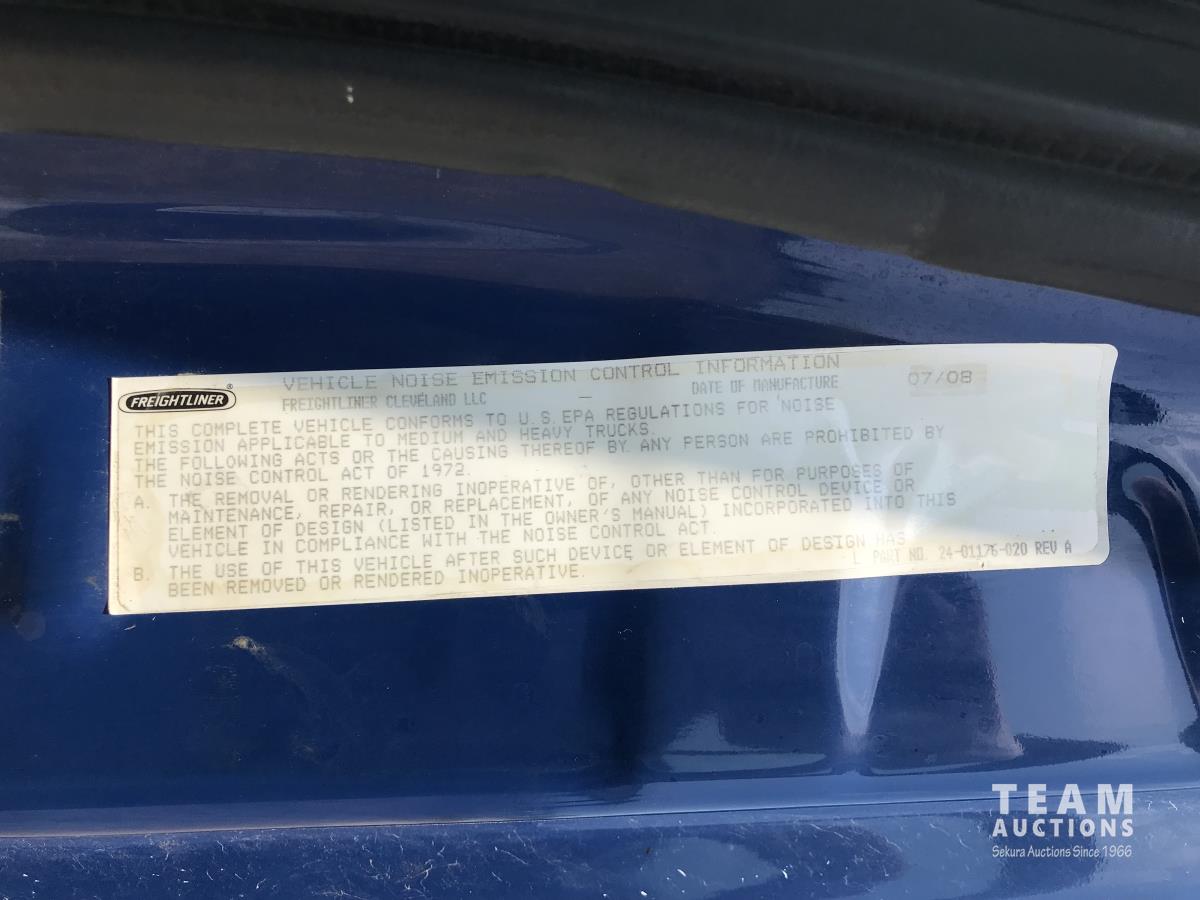 VEHICLE NOISE EMISSION CONTROL INFORMATION
FREIGHTLINER®
FREIGHTLINER CLEVELAND LLC — DATE OF MANUFACTURE 07/08
THIS COMPLETE VEHICLE CONFORMS TO U.S.EPA REGULATIONS FOR NOISE
EMISSION APPLICABLE TO MEDIUM AND HEAVY TRUCKS.
THE FOLLOWING ACTS OR THE CAUSING THEREOF BY ANY PERSON ARE PROHIBITED BY
THE NOISE CONTROL ACT OF 1972.
A. THE REMOVAL OR RENDERING INOPERATIVE OF, OTHER THAN FOR PURPOSES OF
MAINTENANCE, REPAIR, OR REPLACEMENT, OF ANY NOISE CONTROL DEVICE OR
ELEMENT OF DESIGN (LISTED IN THE OWNER'S MANUAL) INCORPORATED INTO THIS
VEHICLE IN COMPLIANCE WITH THE NOISE CONTROL ACT.
B. THE USE OF THIS VEHICLE AFTER SUCH DEVICE OR ELEMENT OF DESIGN HAS
BEEN REMOVED OR RENDERED INOPERATIVE.
L PART NO. 24-01176-020 REV A
TEAM
AUCTIONS
Sekura Auctions Since 1966